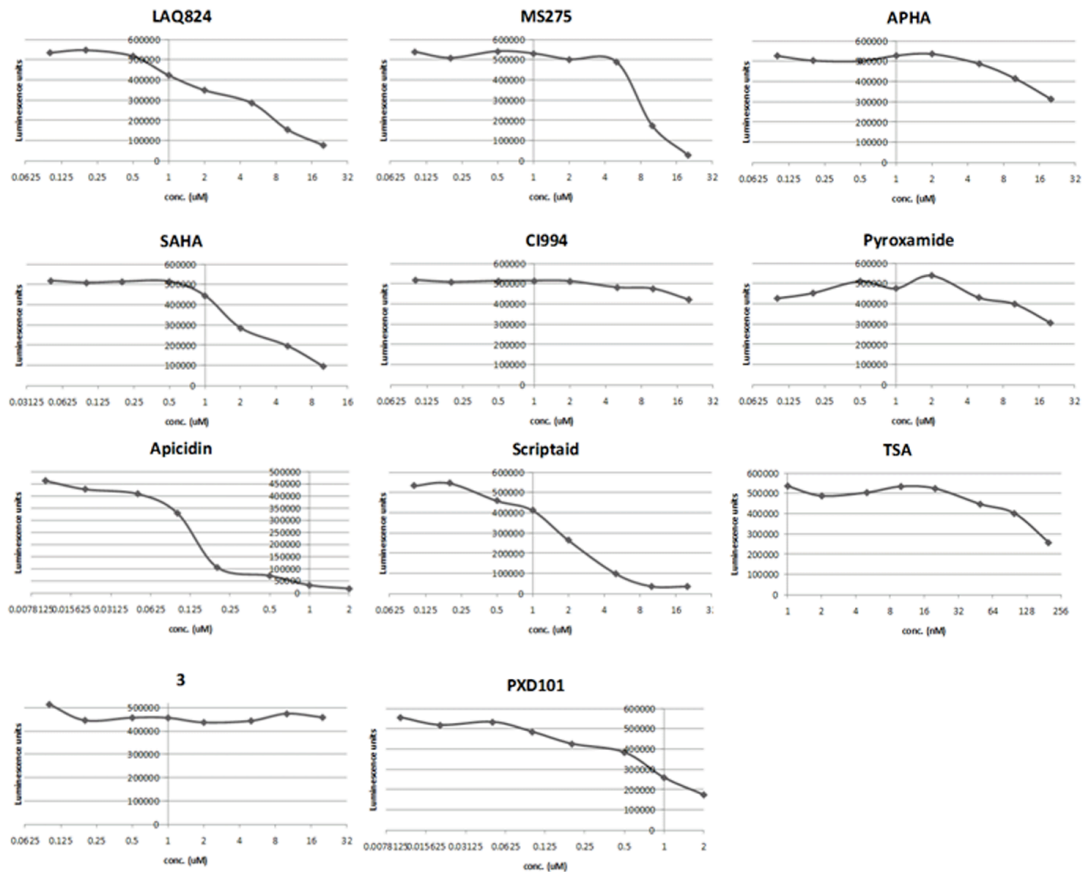 LAQ824
600000
500000
400000
300000
200000
100000
0
Luminescence units
0.0625 0.125 0.25 0.5 1 2 4 8 16 32
conc. (uM)
MS275
600000
500000
400000
300000
200000
100000
0
Luminescence units
0.0625 0.125 0.25 0.5 1 2 4 8 16 32
conc. (uM)
APHA
600000
500000
400000
300000
200000
100000
0
Luminescence units
0.0625 0.125 0.25 0.5 1 2 4 8 16 32
conc. (uM)
SAHA
600000
500000
400000
300000
200000
100000
0
Luminescence units
0.03125 0.0625 0.125 0.25 0.5 1 2 4 8 16
conc. (uM)
CI994
600000
500000
400000
300000
200000
100000
0
Luminescence units
0.0625 0.125 0.25 0.5 1 2 4 8 16 32
conc. (uM)
Pyroxamide
600000
500000
400000
300000
200000
100000
0
Luminescence units
0.0625 0.125 0.25 0.5 1 2 4 8 16 32
conc. (uM)
Apicidin
500000
450000
400000
350000
300000
250000
200000
150000
100000
50000
0
Luminescence units
0.0078125 0.015625 0.03125 0.0625 0.125 0.25 0.5 1 2
conc. (uM)
Scriptaid
600000
500000
400000
300000
200000
100000
0
Luminescence units
0.0625 0.125 0.25 0.5 1 2 4 8 16 3
conc. (uM)
TSA
600000
500000
400000
300000
200000
100000
0
Luminescence units
1 2 4 8 16 32 64 128 256
conc. (nM)
3
500000
400000
300000
200000
100000
0
Luminescence units
0.0625 0.125 0.25 0.5 1 2 4 8 16 32
conc. (uM)
PXD101
600000
500000
400000
300000
200000
100000
0
Luminescence units
0.0078125 0.015625 0.03125 0.0625 0.125 0.25 0.5 1 2
conc. (uM)